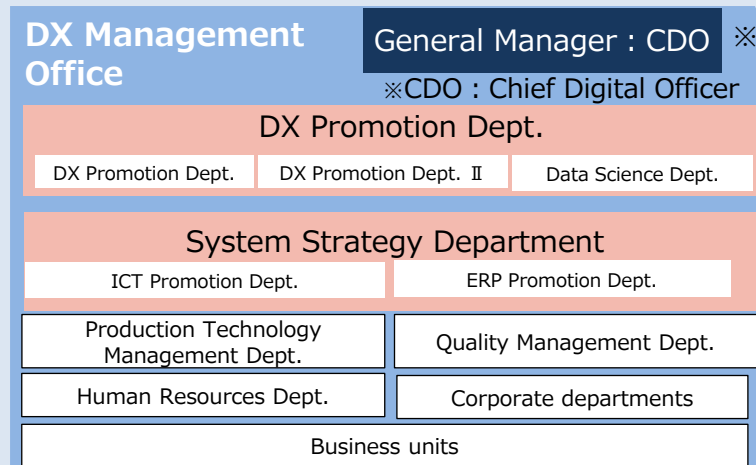 DX Management
Office
General Manager : CDO ※
※CDO : Chief Digital Officer
DX Promotion Dept.
DX Promotion Dept.
DX Promotion Dept. Ⅱ
Data Science Dept.
System Strategy Department
ICT Promotion Dept.
ERP Promotion Dept.
Production Technology
Management Dept.
Quality Management Dept.
Human Resources Dept.
Corporate departments
Business units